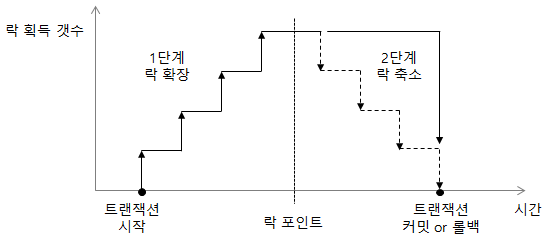 락 획득 갯수
1단계
락 확장
2단계
락 축소
트랜잭션
시작
락 포인트
트랜잭션
커밋 or 롤백
시간